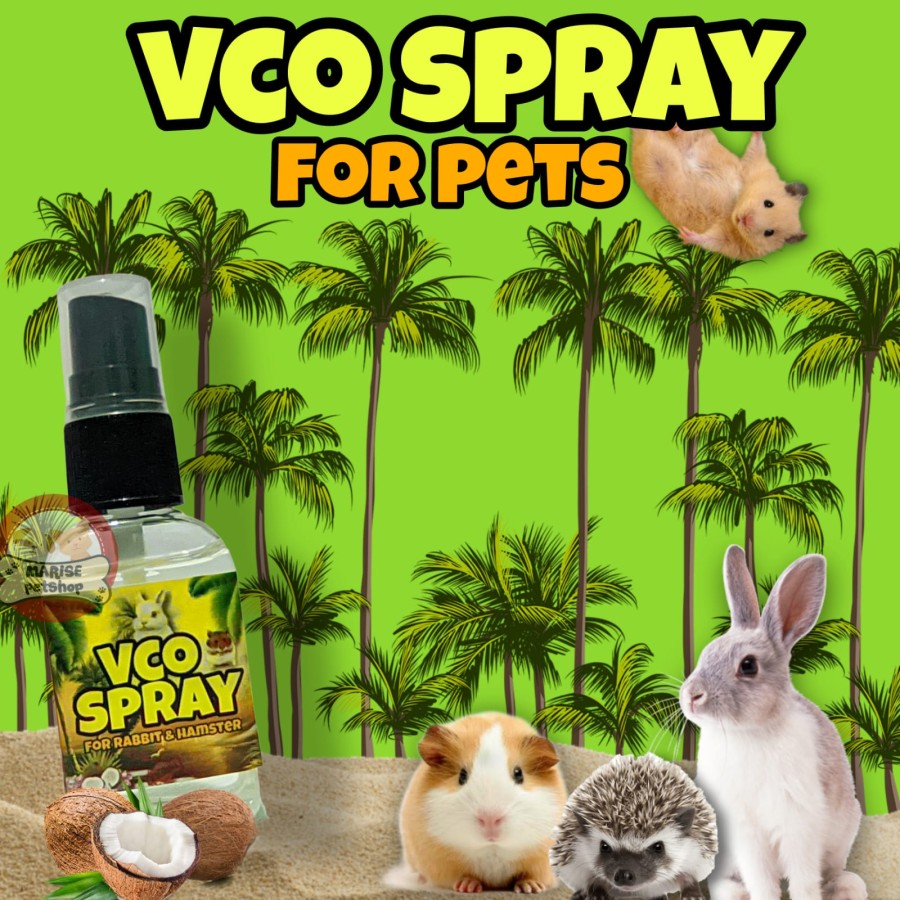 VCO SPRAY
FOR PETS
MARISE
Petshop
VCO
SPRAY
FOR RABBIT & HAMSTER